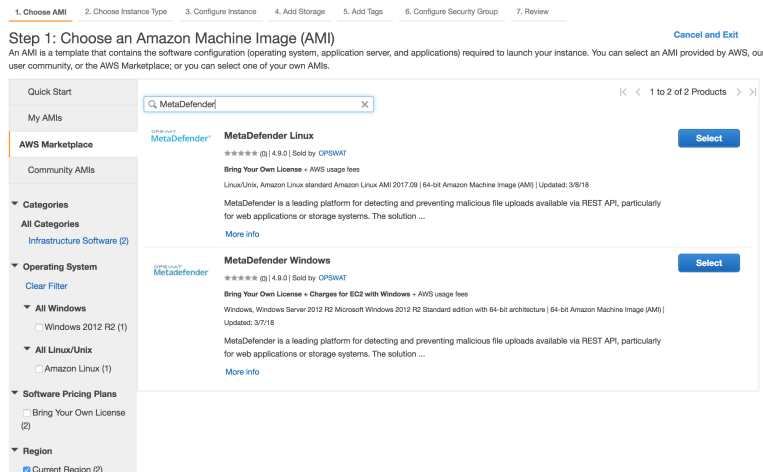 1. Choose AMI 2. Choose Instance Type 3. Configure Instance 4. Add Storage 5. Add Tags 6. Configure Security Group 7. Review
Step 1: Choose an Amazon Machine Image (AMI)
Cancel and Exit
An AMI is a template that contains the software configuration (operating system, application server, and applications) required to launch your instance. You can select an AMI provided by AWS, our
user community, or the AWS Marketplace; or you can select one of your own AMIs.
Quick Start
My AMIs
AWS Marketplace
Community AMIs
Categories
All Categories
Infrastructure Software (2)
Operating System
Clear Filter
All Windows
Windows 2012 R2 (1)
All Linux/Unix
Amazon Linux (1)
Software Pricing Plans
Bring Your Own License
(2)
Region
Current Region (2)
MetaDefender
1 to 2 of 2 Products
OPSWAT
MetaDefender
MetaDefender Linux
(0) | 4.9.0 | Sold by OPSWAT
Bring Your Own License + AWS usage fees
Linux/Unix, Amazon Linux standard Amazon Linux AMI 2017.09 | 64-bit Amazon Machine Image (AMI) | Updated: 3/8/18
MetaDefender is a leading platform for detecting and preventing malicious file uploads available via REST API, particularly
for web applications or storage systems. The solution ...
More info
Select
OPSWAT
Metadefender
MetaDefender Windows
(0) | 4.9.0 | Sold by OPSWAT
Bring Your Own License + Charges for EC2 with Windows + AWS usage fees
Windows, Windows Server 2012 R2 Microsoft Windows 2012 R2 Standard edition with 64-bit architecture | 64-bit Amazon Machine Image (AMI) |
Updated: 3/7/18
MetaDefender is a leading platform for detecting and preventing malicious file uploads available via REST API, particularly
for web applications or storage systems. The solution ...
More info
Select